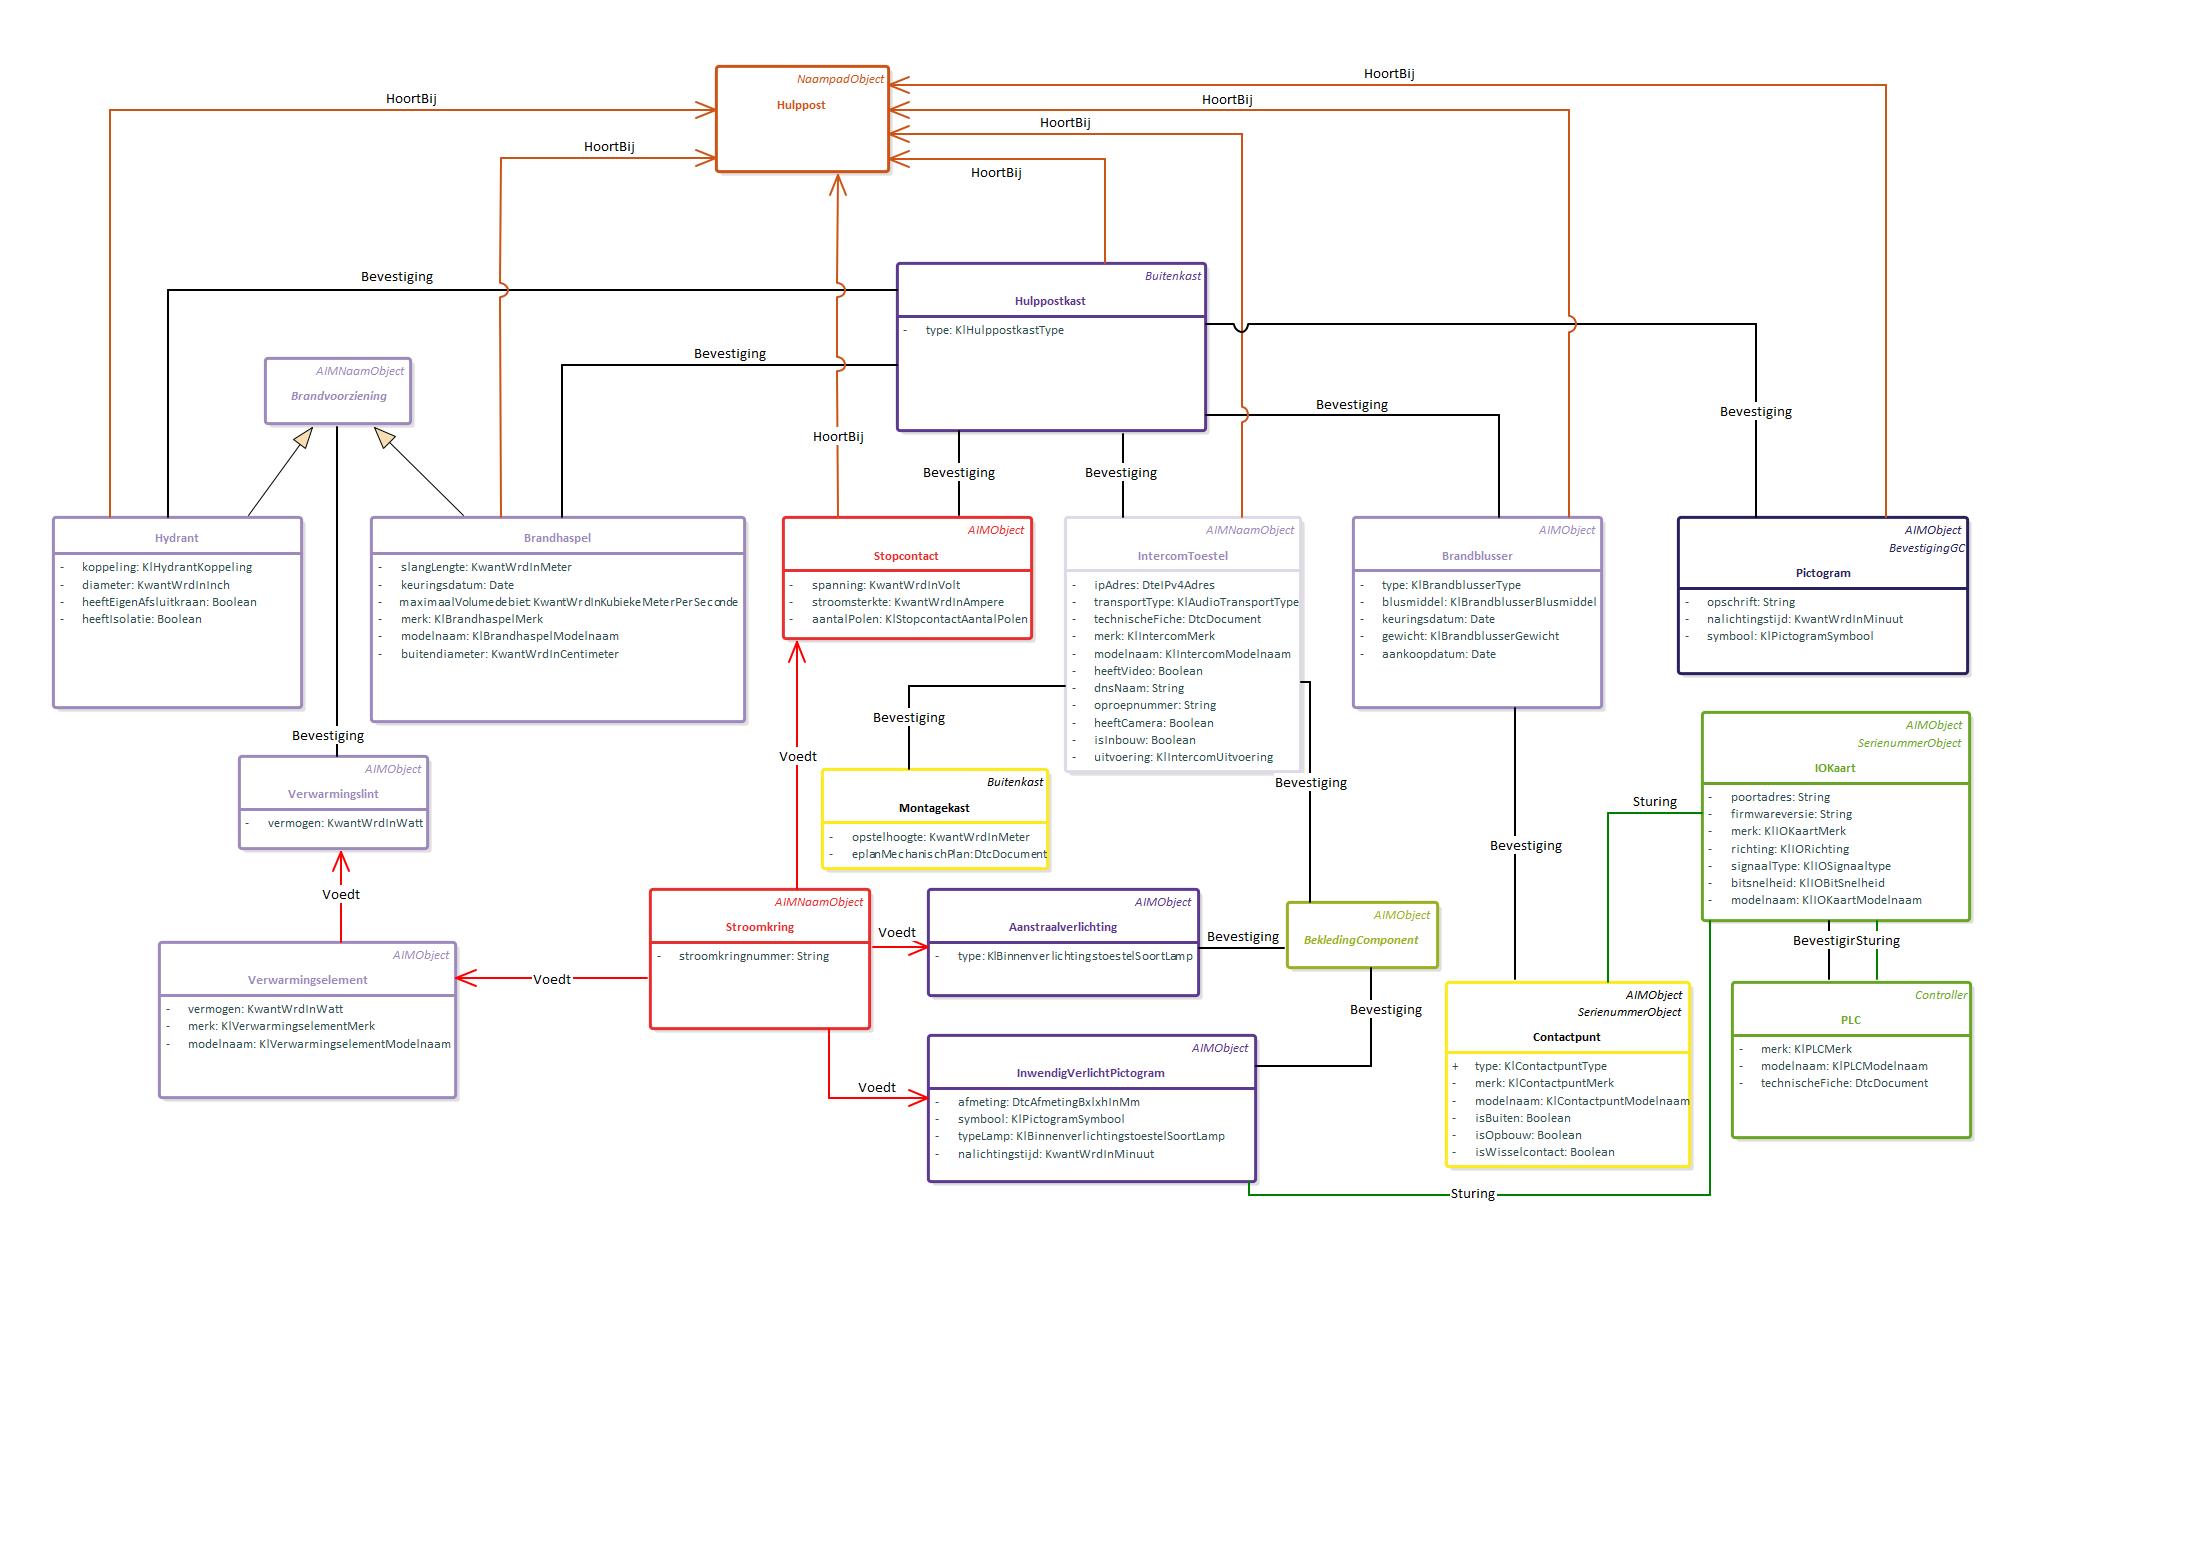 NaampadObject
Hulppost
HoortBij
HoortBij
HoortBij
HoortBij
HoortBij
HoortBij
Bevestiging
Buitenkast
Hulppostkast
- type: KlHulppostkastType
Bevestiging
AIMNaamObject
Brandvoorziening
Bevestiging
Bevestiging
HoortBij
Bevestiging
Bevestiging
Hydrant
- koppeling: KlHydrantKoppeling
- diameter: KwantWrdInInch
- heeftEigenAfsluitkraan: Boolean
- heeftIsolatie: Boolean
Brandhaspel
- slangLengte: KwantWrdInMeter
- keuringsdatum: Date
- maximaalVolumedebiet: KwantWrdInKubiekeMeterPerSeconde
- merk: KlBrandhaspelMerk
- modelnaam: KlBrandhaspelModelnaam
- buitendiameter: KwantWrdInCentimeter
AIMObject
Stopcontact
- spanning: KwantWrdInVolt
- stroomsterkte: KwantWrdInAmpere
- aantalPolen: KlStopcontactAantalPolen
AIMNaamObject
IntercomToestel
- ipAdres: DteIPv4Adres
- transportType: KlAudioTransportType
- technischeFiche: DtcDocument
- merk: KlIntercomMerk
- modelnaam: KlIntercomModelnaam
- heeftVideo: Boolean
- dnsNaam: String
- oproepnummer: String
- heeftCamera: Boolean
- isInbouw: Boolean
- uitvoering: KlIntercomUitvoering
AIMObject
Brandblusser
- type: KlBrandblusserType
- blusmiddel: KlBrandblusserBlusmiddel
- keuringsdatum: Date
- gewicht: KlBrandblusserGewicht
- aankoopdatum: Date
AIMObject
BevestigingGC
Pictogram
- opschrift: String
- nalichtingstijd: KwantWrdInMinuut
- symbool: KlPictogramSymbool
Bevestiging
Bevestiging
Voedt
Bevestiging
AIMObject
Verwarmingslint
- vermogen: KwantWrdInWatt
Buitenkast
Montagekast
- opstelhoogte: KwantWrdInMeter
- eplanMechanischPlan: DtcDocument
AIMObject
SerienummerObject
IOKaart
- poortadres: String
- firmwareversie: String
- merk: KlIOKaartMerk
- richting: KlIORichting
- signaalType: KlIOSignaaltype
- bitsnelheid: KlIOBitSnelheid
- modelnaam: KlIOKaartModelnaam
Sturing
Bevestiging
Voedt
AIMNaamObject
Stroomkring
- stroomkringnummer: String
Voedt
AIMObject
Aanstraalverlichting
- type: KlBinnenverlichtingstoestelSoortLamp
Bevestiging
AIMObject
BekledingComponent
BevestigirSturing
AIMObject
Verwarmingselement
- vermogen: KwantWrdInWatt
- merk: KlVerwarmingselementMerk
- modelnaam: KlVerwarmingselementModelnaam
Voedt
Bevestiging
AIMObject
SerienummerObject
Contactpunt
+ type: KlContactpuntType
- merk: KlContactpuntMerk
- modelnaam: KlContactpuntModelnaam
- isBuiten: Boolean
- isOpbouw: Boolean
- isWisselcontact: Boolean
Controller
PLC
- merk: KlPLCMerk
- modelnaam: KlPLCModelnaam
- technischeFiche: DtcDocument
Voedt
AIMObject
InwendigVerlichtPictogram
- afmeting: DtcAfmetingBxlxhInMm
- symbool: KlPictogramSymbool
- typeLamp: KlBinnenverlichtingstoestelSoortLamp
- nalichtingstijd: KwantWrdInMinuut
Sturing